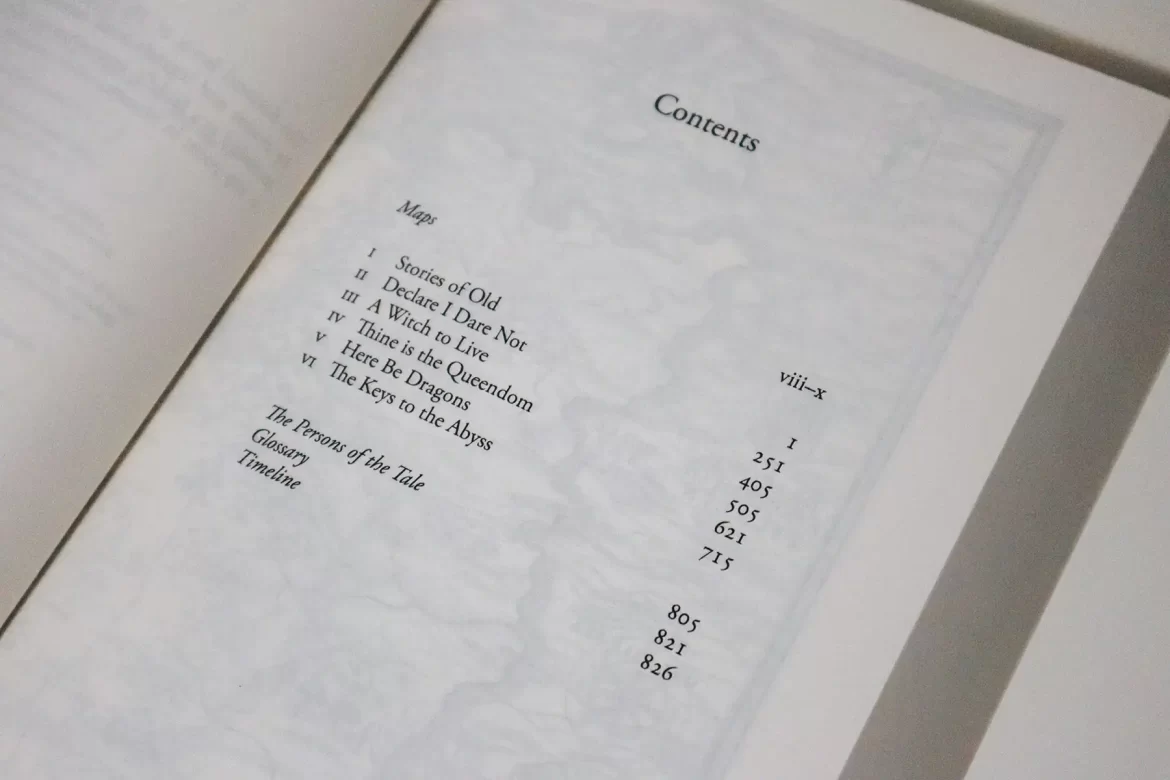 Contents
Maps viii–x
I Stories of Old 1
II Declare I Dare Not 251
III A Witch to Live 405
IV Thine is the Queendom 505
V Here Be Dragons 621
VI The Keys to the Abyss 715
The Persons of the Tale 805
Glossary 821
Timeline 826